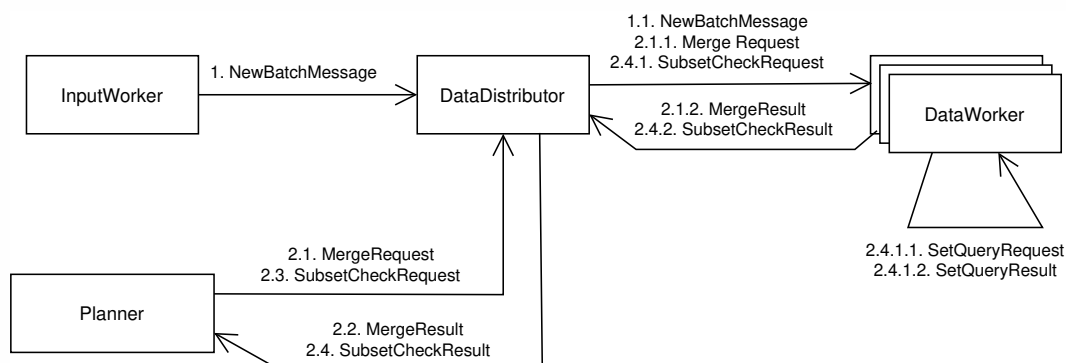 1.1. NewBatchMessage
2.1.1. Merge Request
2.4.1. SubsetCheckRequest
1. NewBatchMessage
InputWorker
DataDistributor
2.1.2. MergeResult
2.4.2. SubsetCheckResult
DataWorker
2.1. MergeRequest
2.3. SubsetCheckRequest
2.4.1.1. SetQueryRequest
2.4.1.2. SetQueryResult
Planner
2.2. MergeResult
2.4. SubsetCheckResult